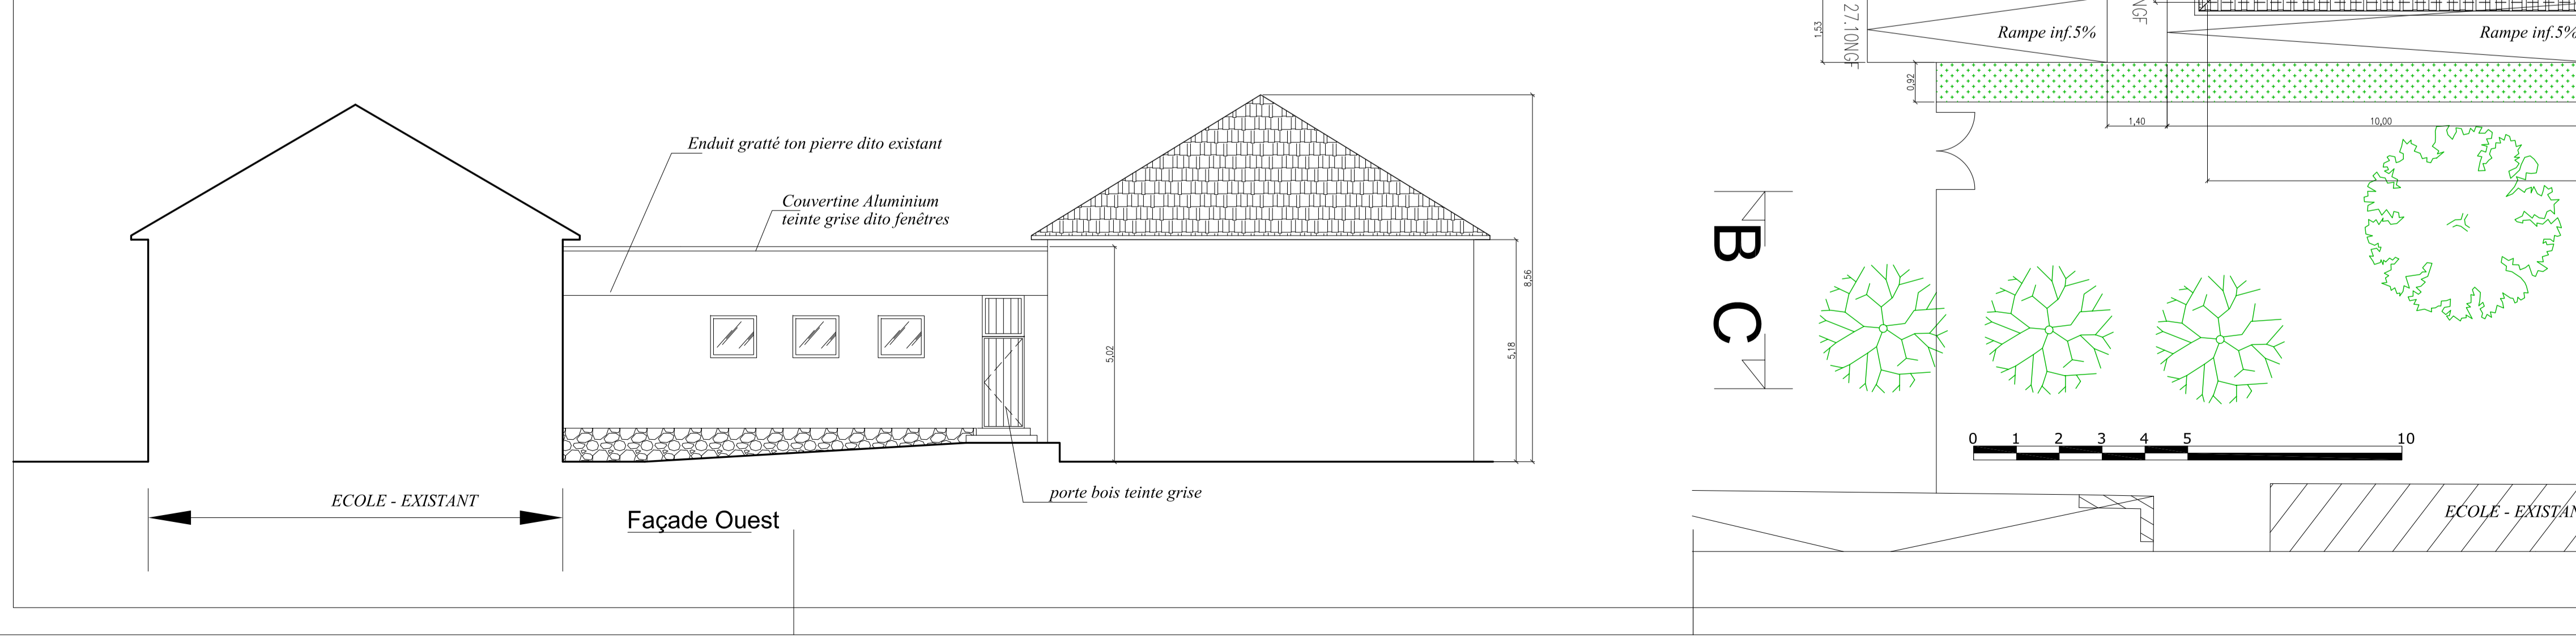 Enduit gratté ton pierre dito existant
Couvertine Aluminium
teinte grise dito fenêtres
8,56
5,18
5,02
porte bois teinte grise
ECOLE - EXISTANT
Façade Ouest
1,53
27.10NGF
NGF
Rampe inf.5%
Rampe inf.5%
0,92
1,40
10,00
B
C
0 1 2 3 4 5 10
ECOLE - EXISTAN